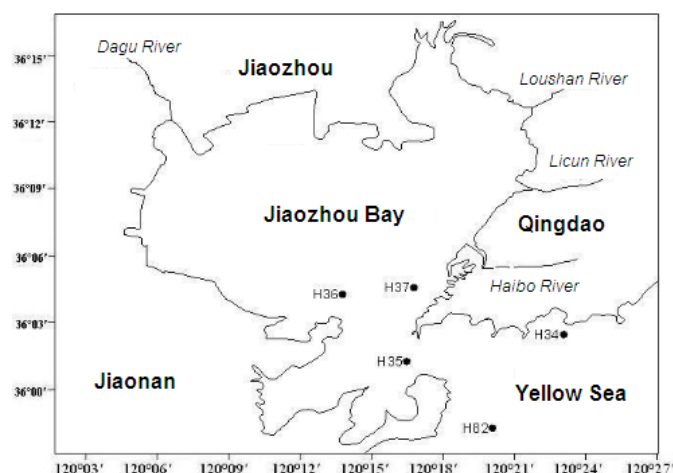 36°15′
36°12′
36°09′
36°06′
36°03′
36°00′
Dagu River
Jiaozhou
Loushan River
Licun River
Jiaozhou Bay
Qingdao
Haibo River
H37
H36
H34
H35
Jiaonan
Yellow Sea
H82
120°03′ 120°06′ 120°09′ 120°12′ 120°15′ 120°18′ 120°21′ 120°24′ 120°27′